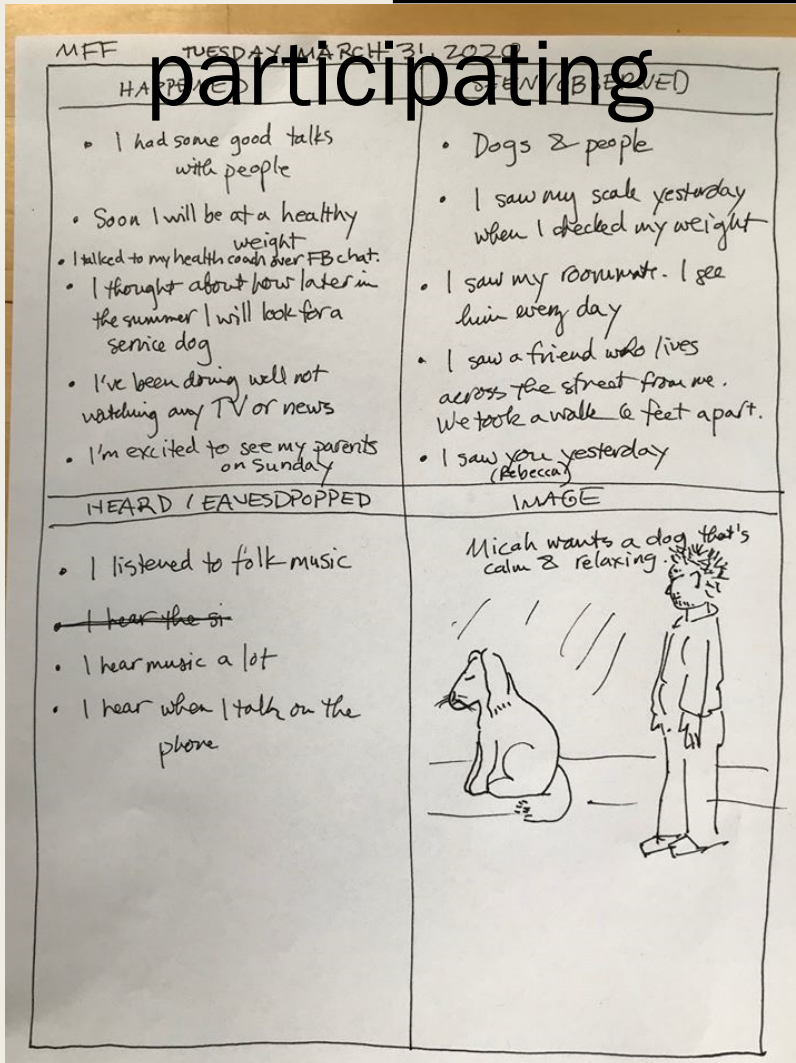 MFF TUESDAY, MARCH 31, 2020
participating
HAPPENED
• I had some good talks
with people
• Soon I will be at a healthy
weight
• I talked to my health coach over FB chat.
• I thought about how later in
the summer I will look for a
service dog
• I've been doing well not
watching any TV or news
• I'm excited to see my parents
on Sunday
SEEN/OBSERVED
• Dogs & people
• I saw my scale yesterday
when I checked my weight
• I saw my roommate. I see
him every day
• I saw a friend who lives
across the street from me.
We took a walk 6 feet apart.
• I saw you yesterday
(Rebecca)
HEARD / EAVESDPOPPED
• I listened to folk music
• I hear the si
• I hear music a lot
• I hear when I talk on the
phone
IMAGE
Micah wants a dog that's
calm & relaxing.